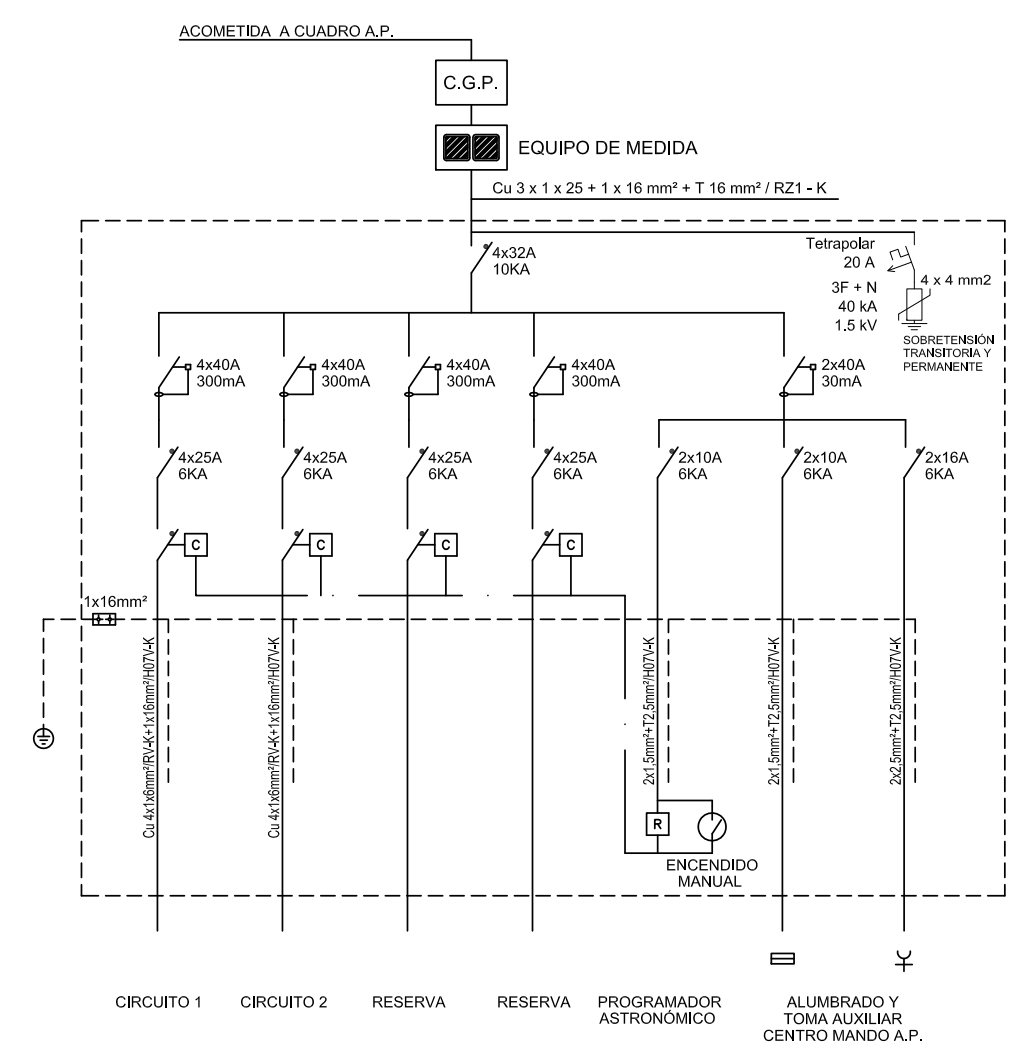 ACOMETIDA A CUADRO A.P.
C.G.P.
EQUIPO DE MEDIDA
Cu 3 x 1 x 25 + 1 x 16 mm² + T 16 mm² / RZ1 - K
4x32A
10KA
Tetrapolar
20 A
3F + N
40 kA
1.5 kV
4 x 4 mm2
SOBRETENSIÓN
TRANSITORIA Y
PERMANENTE
4x40A
300mA
4x40A
300mA
4x40A
300mA
4x40A
300mA
2x40A
30mA
4x25A
6KA
4x25A
6KA
4x25A
6KA
4x25A
6KA
2x10A
6KA
2x10A
6KA
2x16A
6KA
C
C
C
C
1x16mm²
Cu 4x1x6mm²/RV-K+1x16mm²/H07V-K
Cu 4x1x6mm²/RV-K+1x16mm²/H07V-K
2x1,5mm²+T2,5mm²/H07V-K
2x1,5mm²+T2,5mm²/H07V-K
2x2,5mm²+T2,5mm²/H07V-K
R
ENCENDIDO
MANUAL
CIRCUITO 1
CIRCUITO 2
RESERVA
RESERVA
PROGRAMADOR
ASTRONÓMICO
ALUMBRADO Y
TOMA AUXILIAR
CENTRO MANDO A.P.